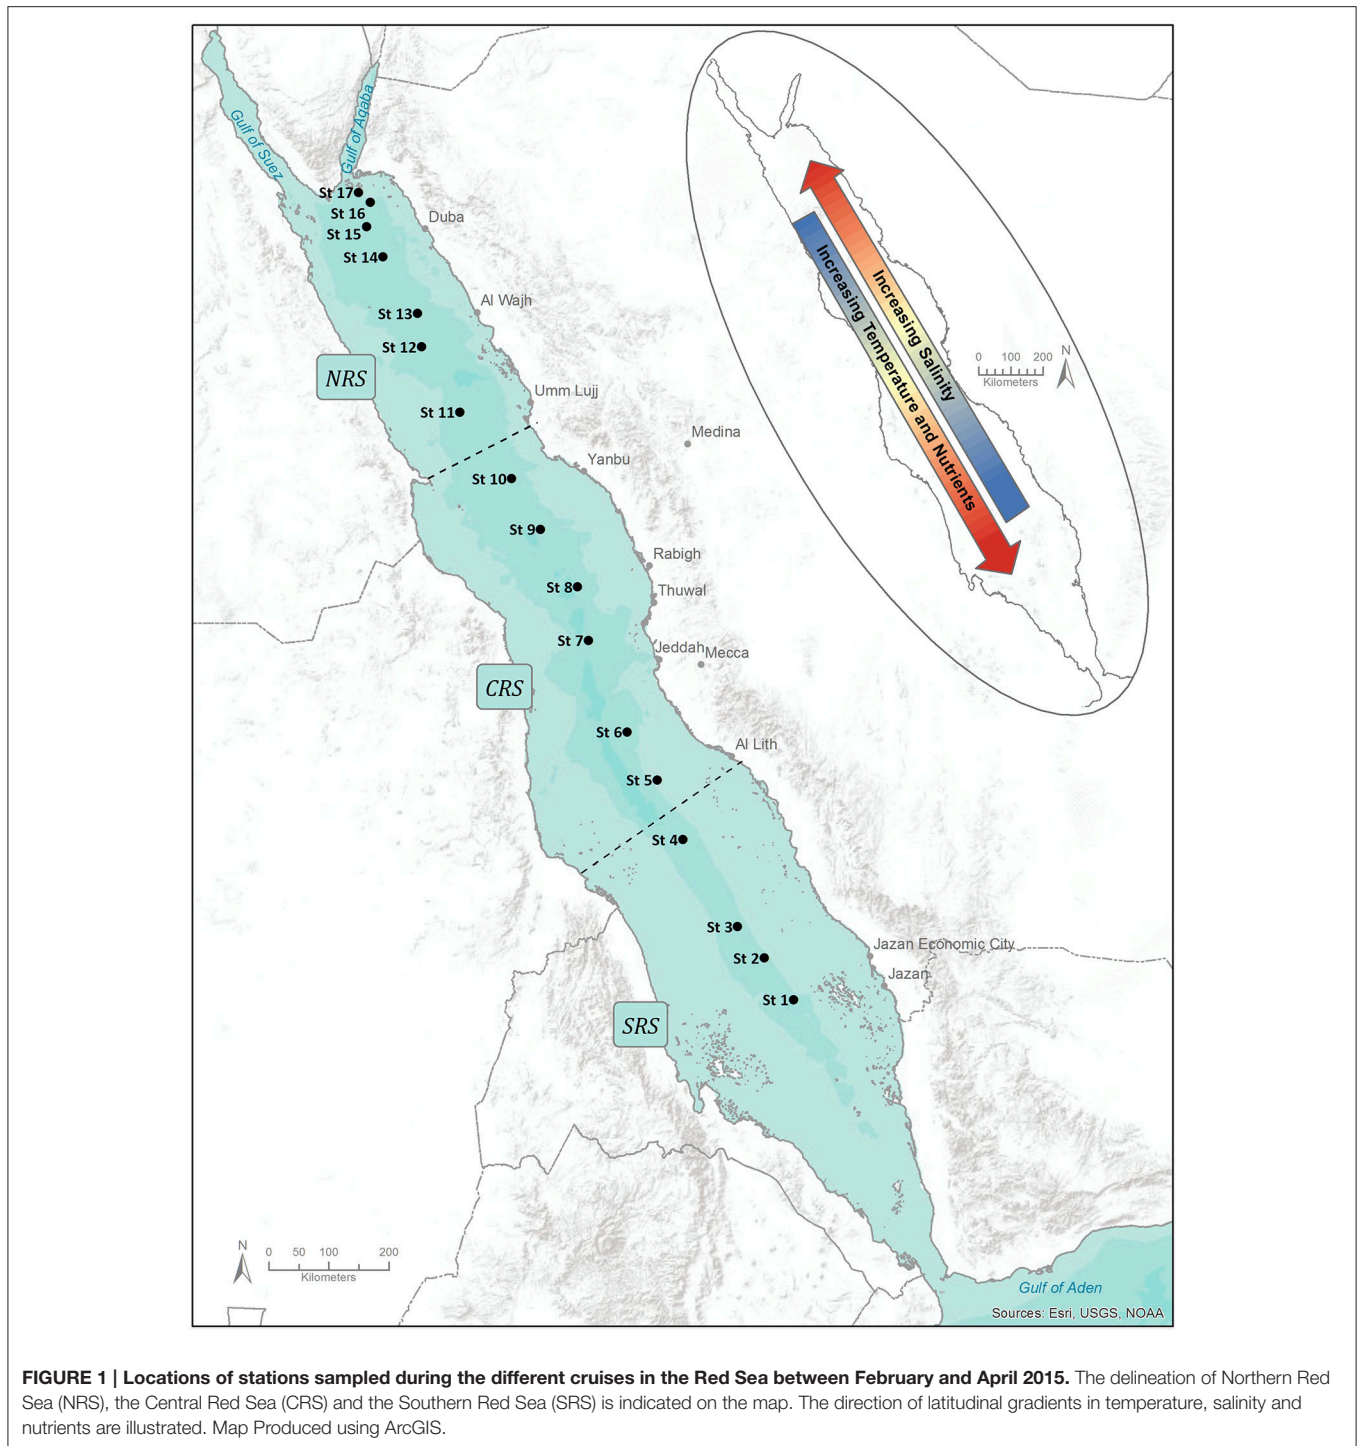 Gulf of Suez
Gulf of Aqaba
St 17
St 16
St 15
St 14
St 13
St 12
St 11
NRS
Duba
Al Wajh
Umm Lujj
Medina
Yanbu
St 10
St 9
St 8
St 7
Rabigh
Thuwal
Jeddah
Mecca
CRS
St 6
St 5
Al Lith
St 4
St 3
St 2
St 1
Jazan Economic City
Jazan
SRS
Increasing Salinity
Increasing Temperature and Nutrients
0 100 200
Kilometers
N
N
0 50 100 200
Kilometers
Gulf of Aden
Sources: Esri, USGS, NOAA
FIGURE 1 | Locations of stations sampled during the different cruises in the Red Sea between February and April 2015. The delineation of Northern Red
Sea (NRS), the Central Red Sea (CRS) and the Southern Red Sea (SRS) is indicated on the map. The direction of latitudinal gradients in temperature, salinity and
nutrients are illustrated. Map Produced using ArcGIS.